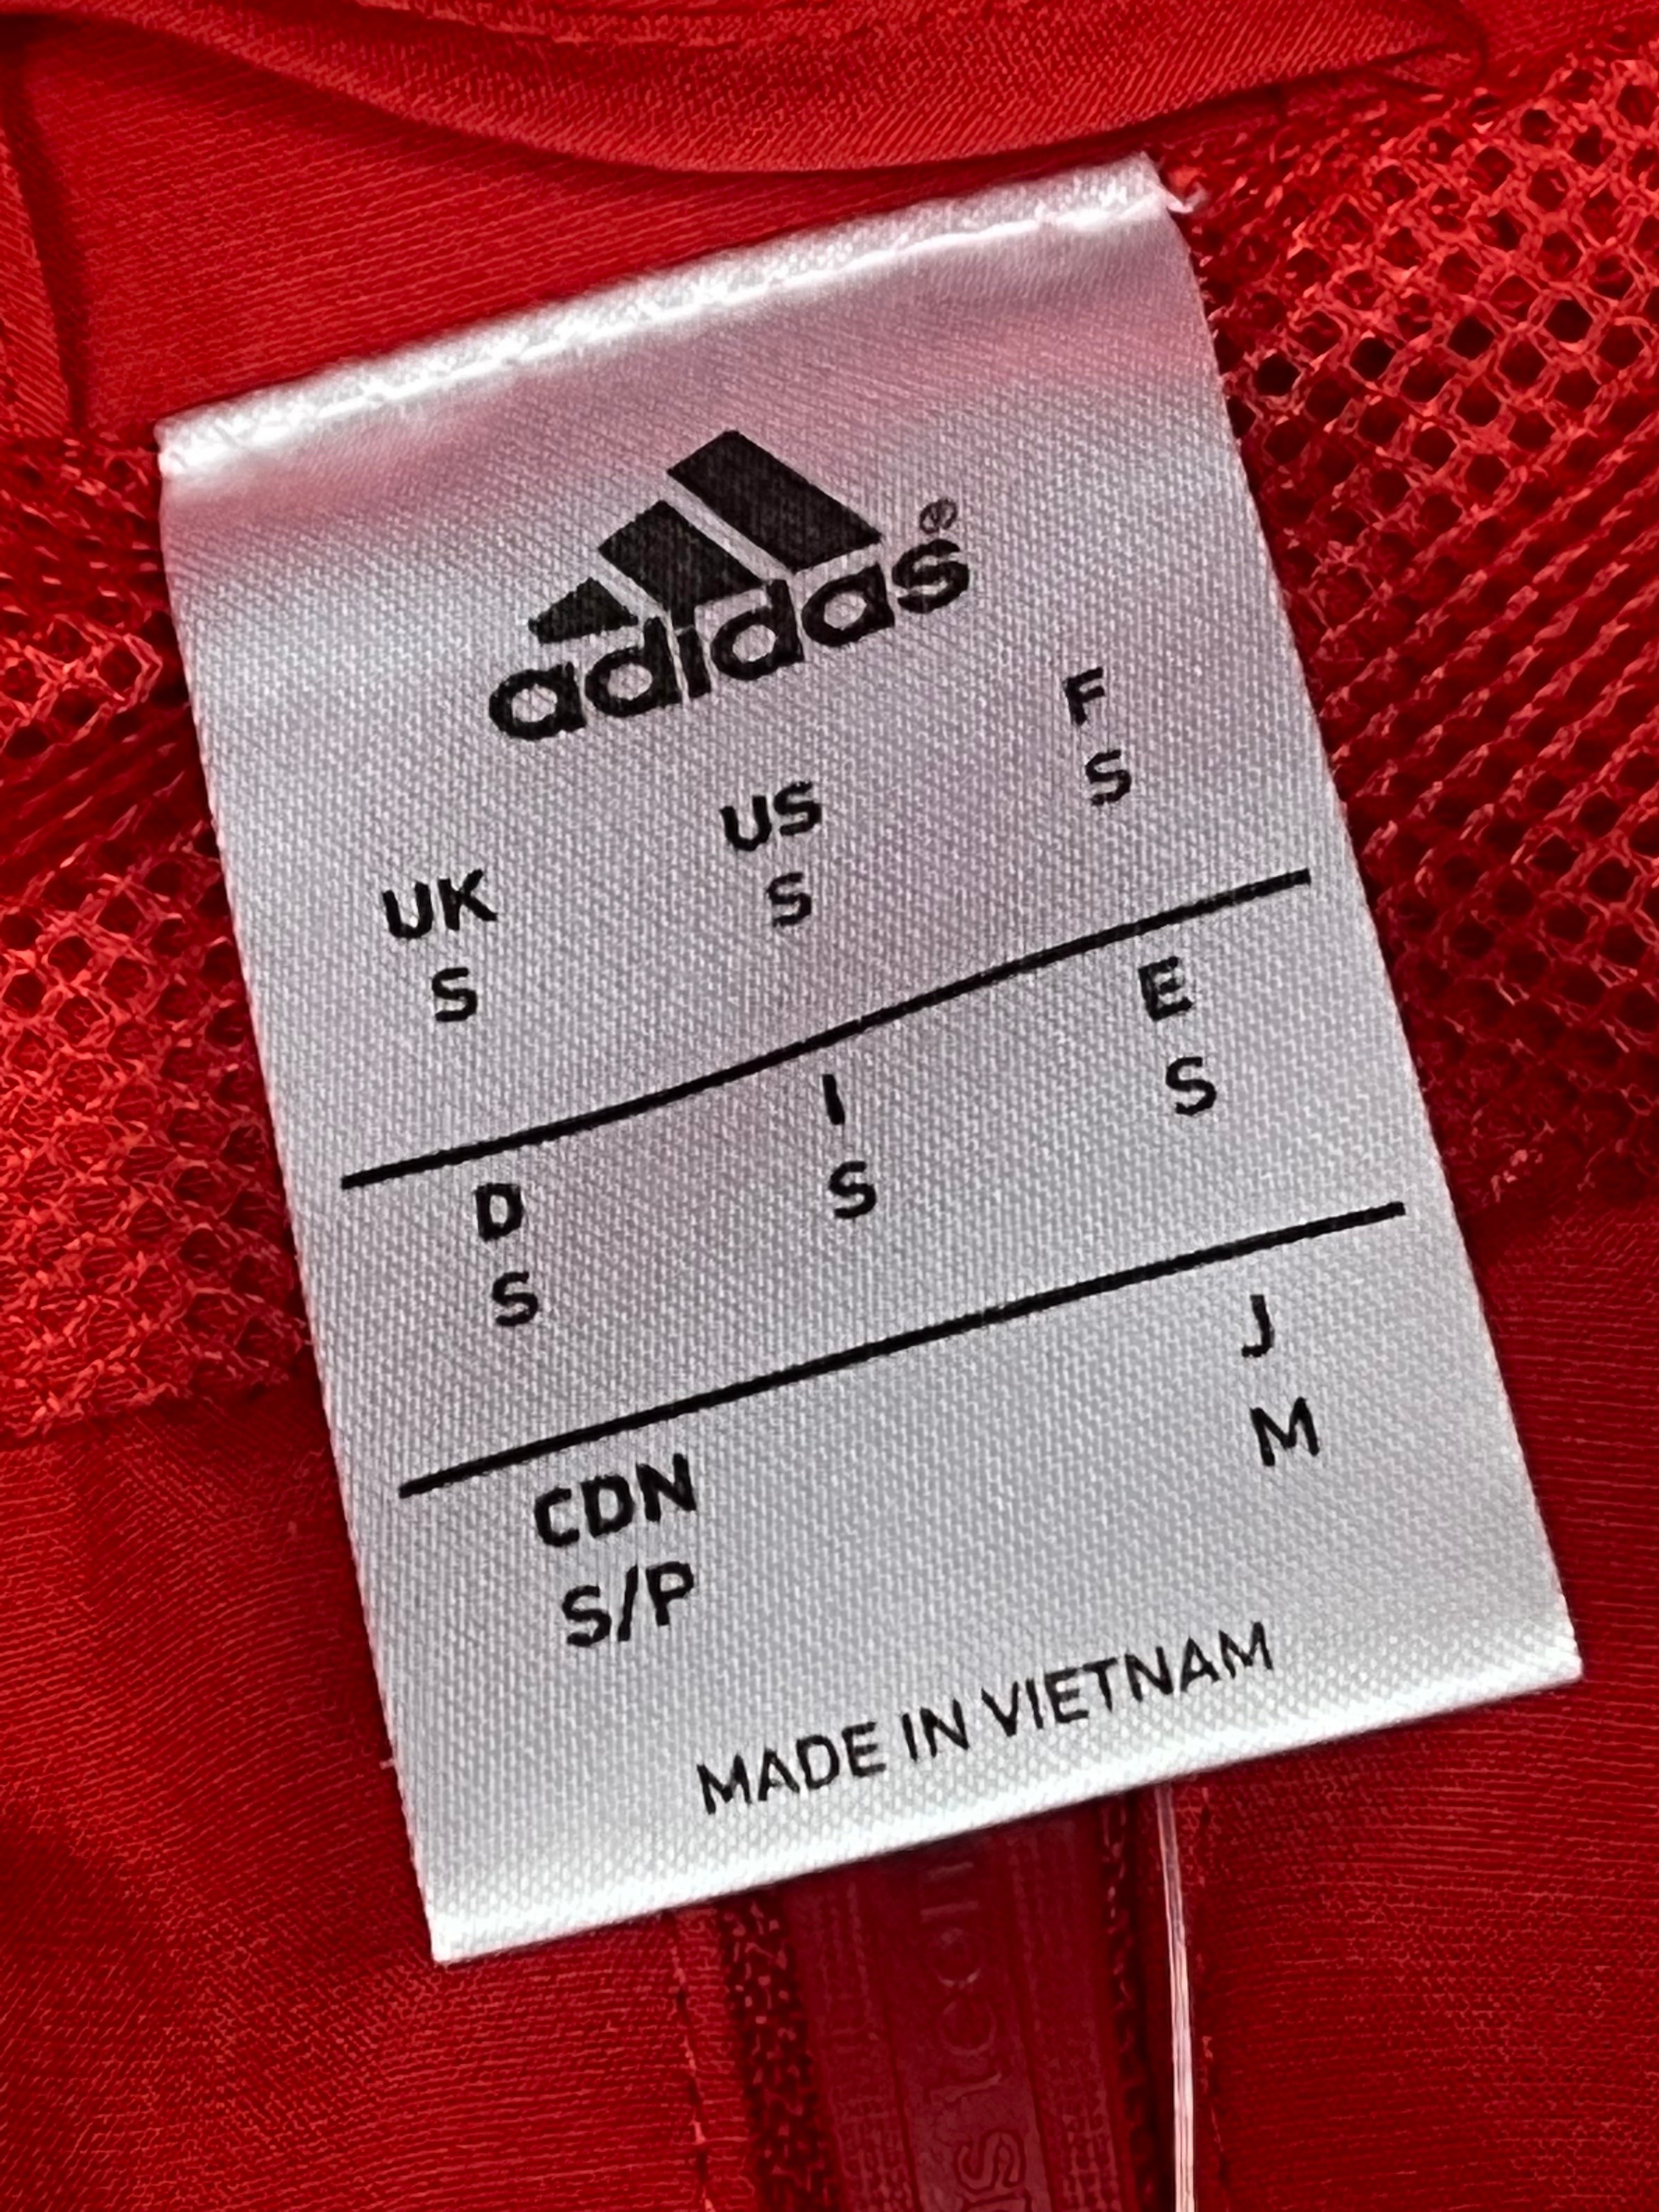 adidas®
UK US F
S S S
D I E
S S S
CDN J
S/P M
MADE IN VIETNAM